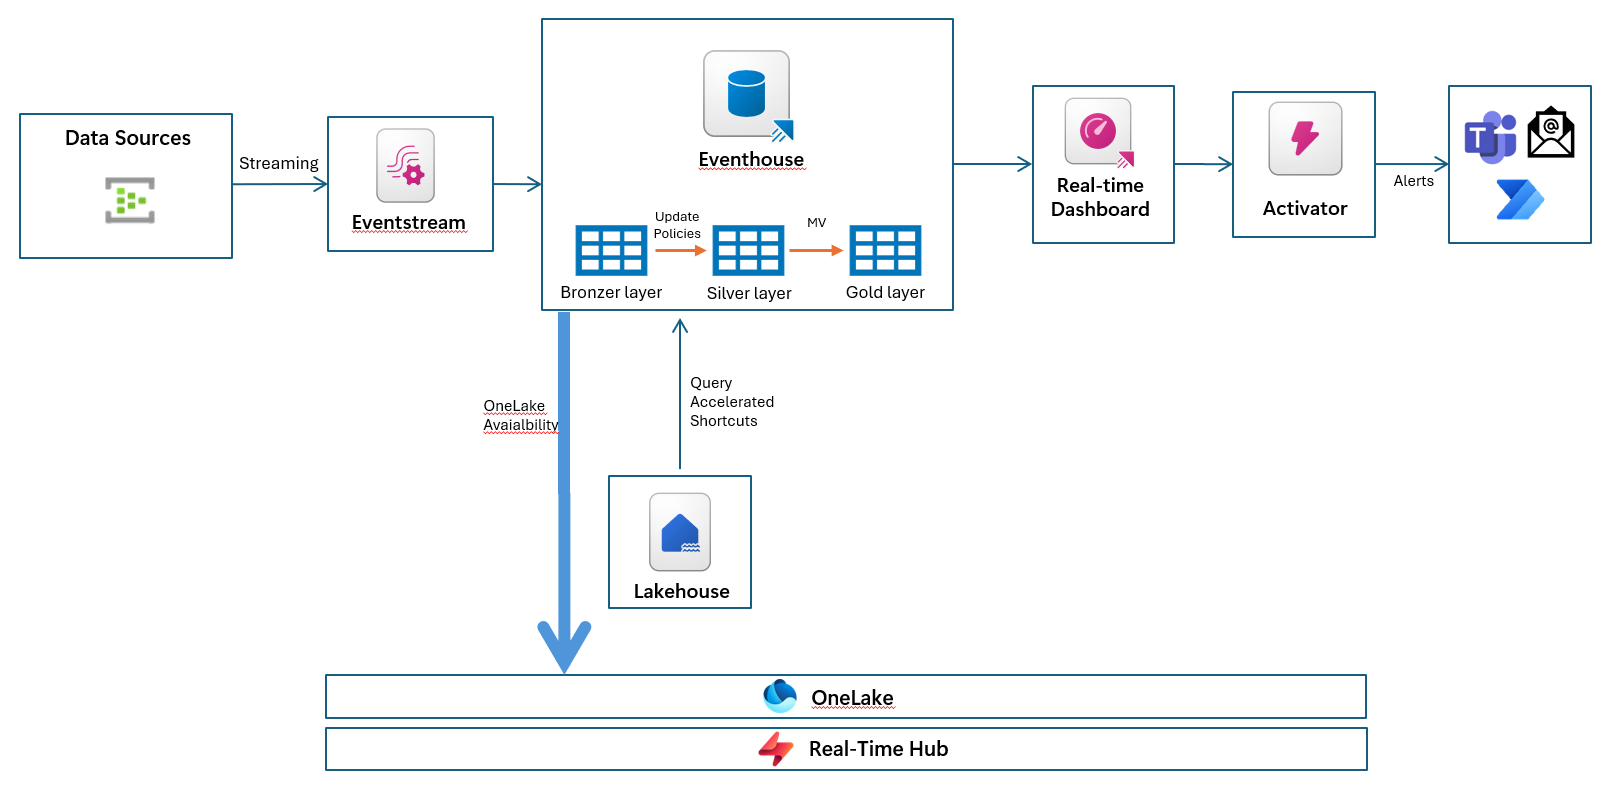 Data Sources
Streaming
Eventstream
Eventhouse
Update
Policies
MV
Bronzer layer
Silver layer
Gold layer
Real-time
Dashboard
Activator
Alerts
T
@
OneLake
Avaialbility
Query
Accelerated
Shortcuts
Lakehouse
OneLake
Real-Time Hub